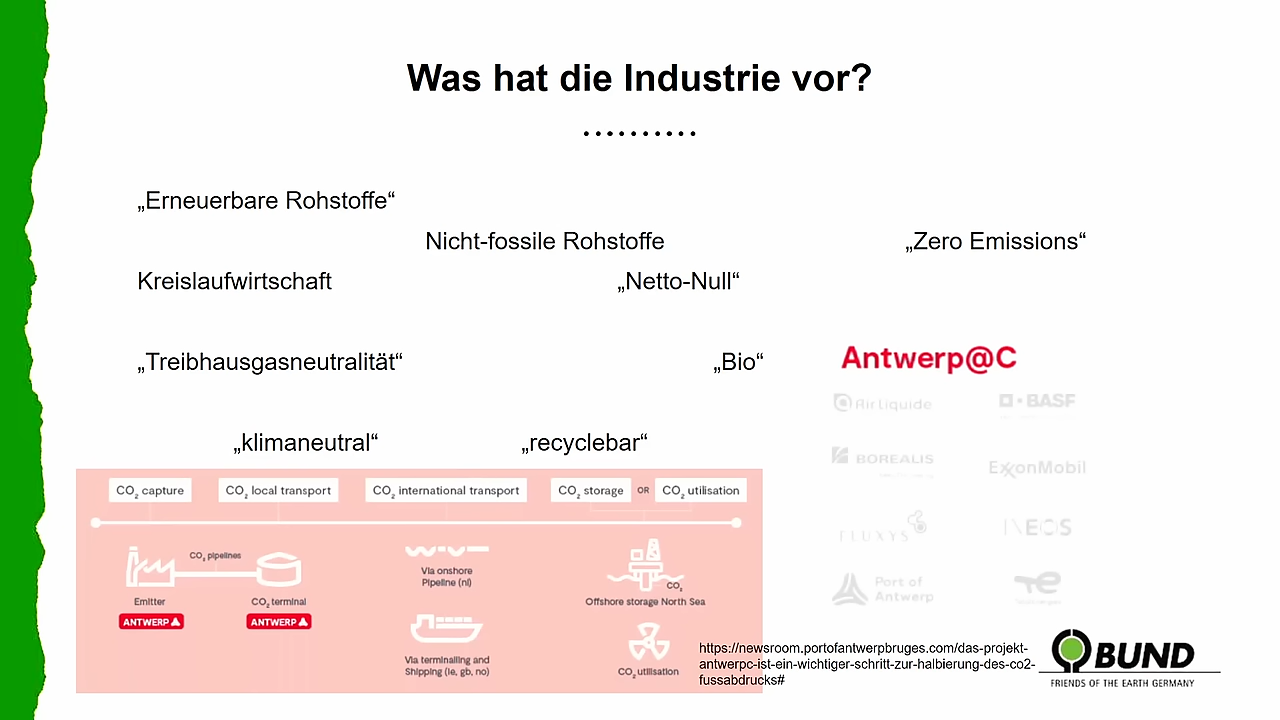 Was hat die Industrie vor?
..........
„Erneuerbare Rohstoffe“
Nicht-fossile Rohstoffe
„Zero Emissions“
Kreislaufwirtschaft
„Netto-Null“
„Treibhausgasneutralität“
„Bio“
Antwerp@C
Air Liquide
BASF
BOREALIS
ExxonMobil
FLUXYS
INEOS
Port of
Antwerp
„klimaneutral“
„recyclebar“
CO₂ capture
CO₂ local transport
CO₂ international transport
CO₂ storage
OR
CO₂ utilisation
CO₂ pipelines
Emitter
ANTWERP
CO₂ terminal
ANTWERP
Via onshore
Pipeline (nl)
Via terminalling and
Shipping (ie, gb, no)
CO₂
Offshore storage North Sea
CO₂ utilisation
https://newsroom.portofantwerpbruges.com/das-projekt-
antwerpc-ist-ein-wichtiger-schritt-zur-halbierung-des-co2-
fussabdrucks#
BUND
FRIENDS OF THE EARTH GERMANY